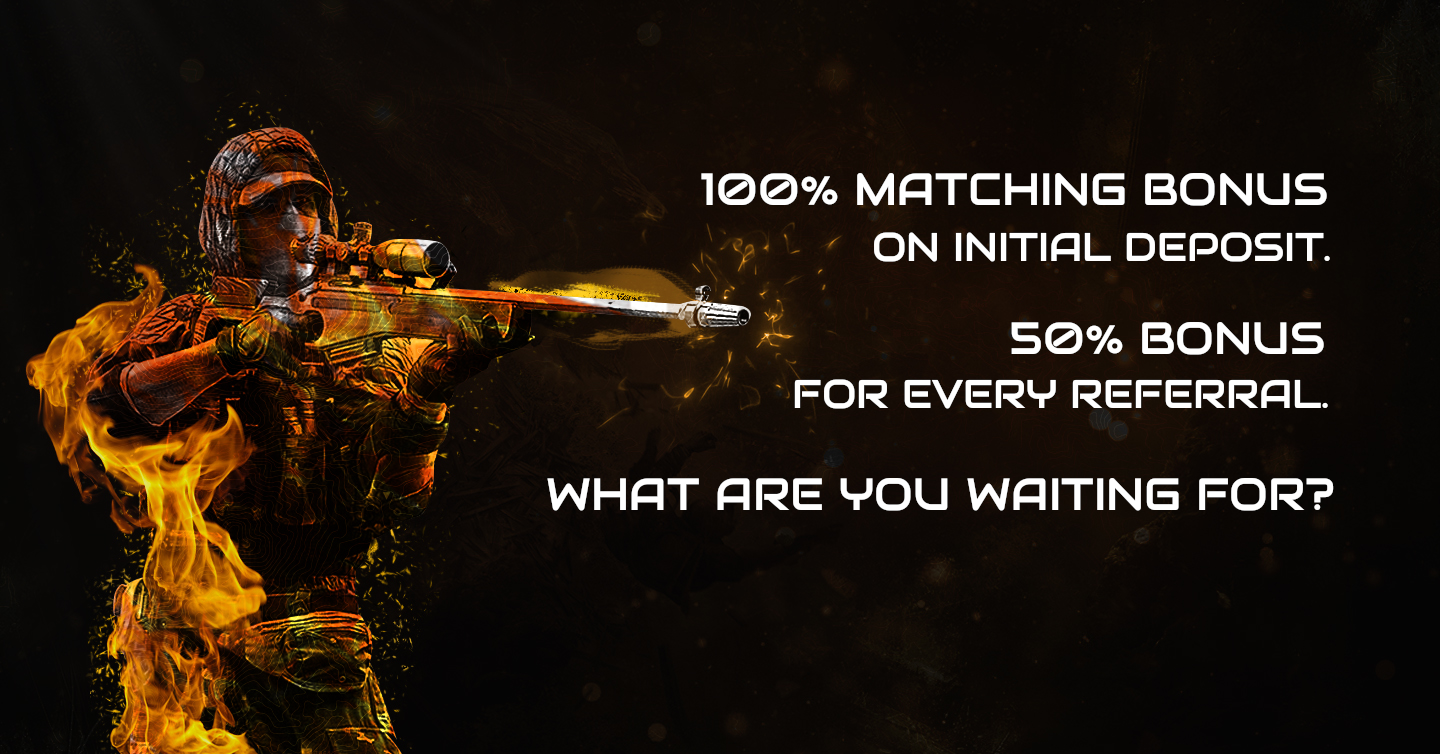 100% MATCHING BONUS
ON INITIAL DEPOSIT.
50% BONUS
FOR EVERY REFERRAL.
WHAT ARE YOU WAITING FOR?